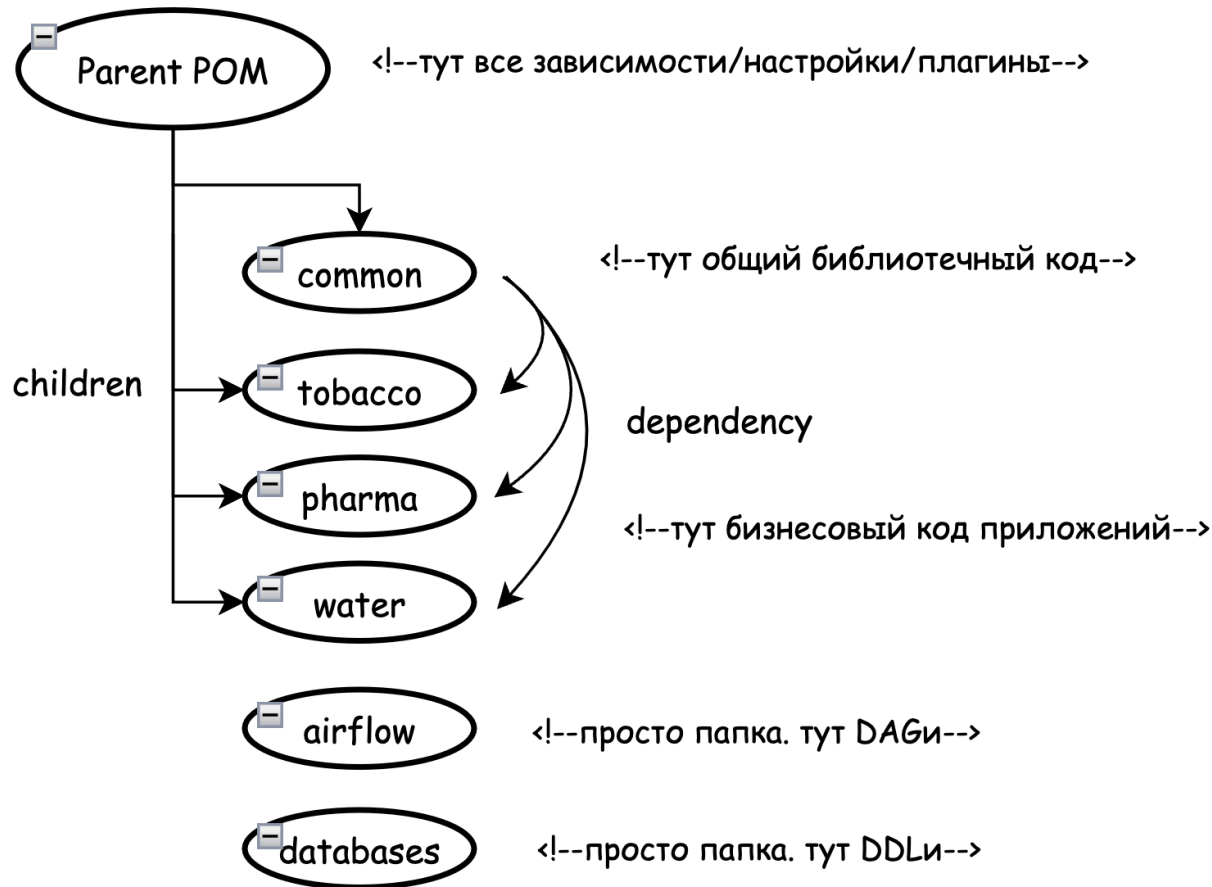 Parent POM
<!--тут все зависимости/настройки/плагины-->
common
<!--тут общий библиотечный код-->
children
tobacco
dependency
pharma
<!--тут бизнесовый код приложений-->
water
airflow
<!--просто папка. тут DAGи-->
databases
<!--просто папка. тут DDLи-->